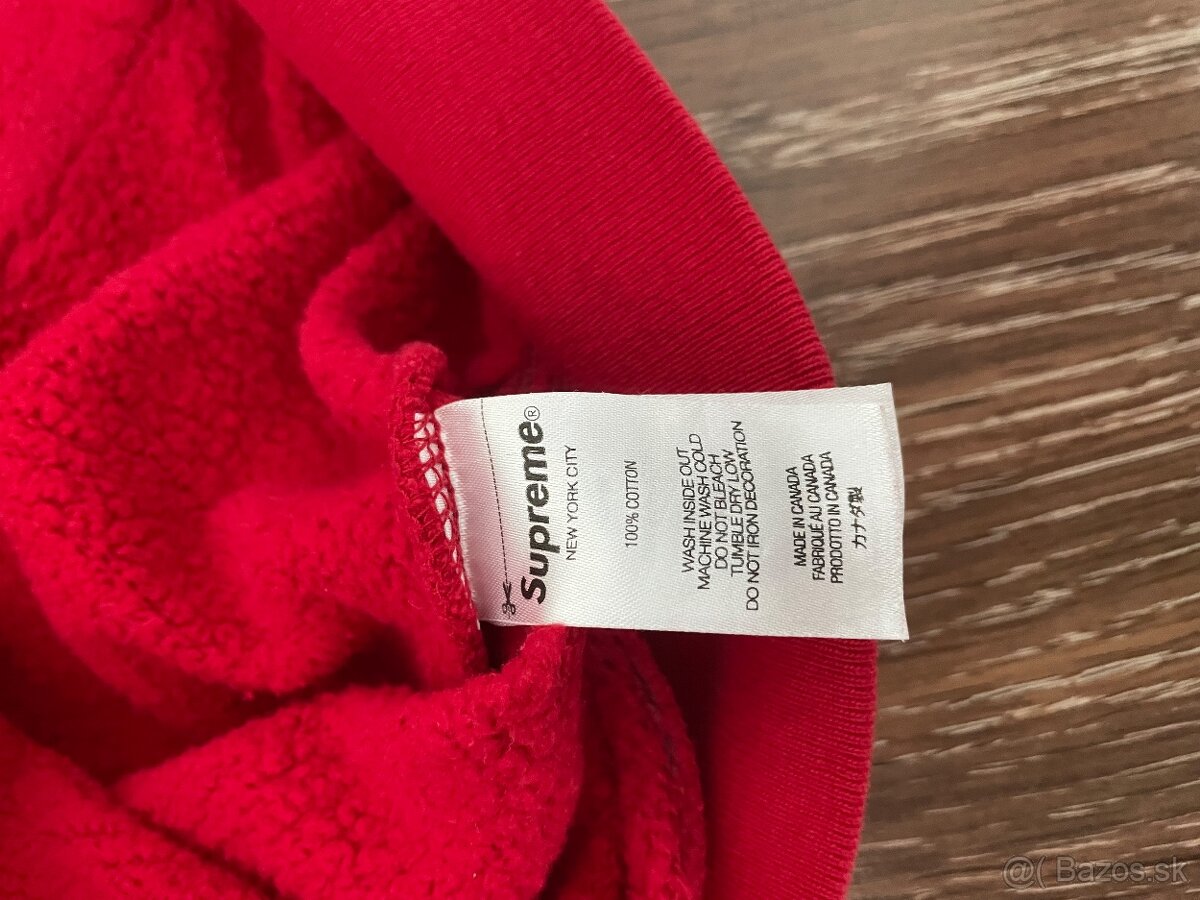 Supreme®
NEW YORK CITY
100% COTTON
WASH INSIDE OUT
MACHINE WASH COLD
DO NOT BLEACH
TUMBLE DRY LOW
DO NOT IRON DECORATION
MADE IN CANADA
FABRIQUÉ AU CANADA
PRODOTTO IN CANADA
カナダ製
@( Bazos.sk